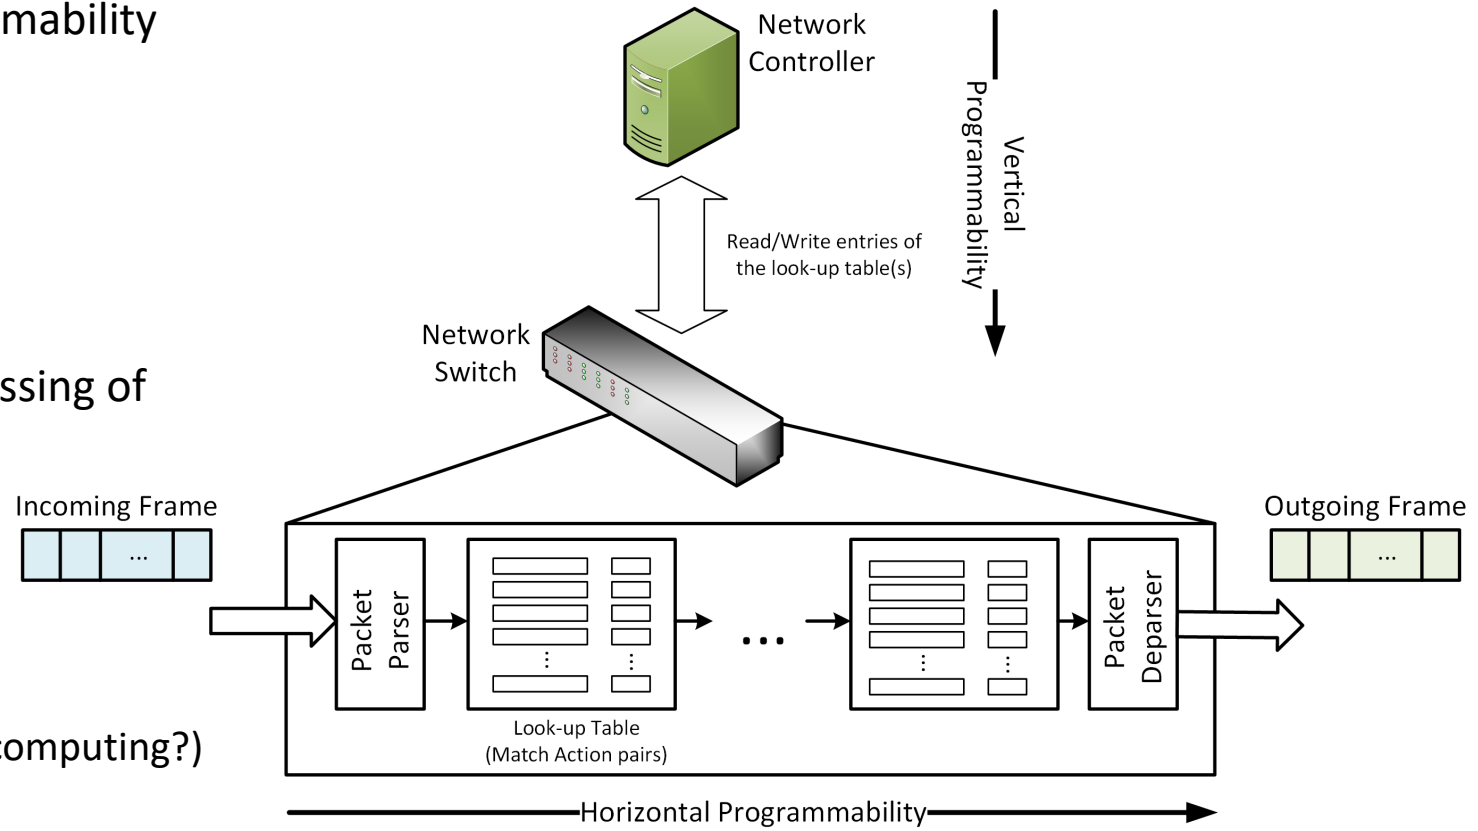 mability
Network
Controller
Vertical
Programmability
Read/Write entries of
the look-up table(s)
Network
Switch
ssing of
Incoming Frame
...
Outgoing Frame
...
Packet
Parser
...
Packet
Deparser
Look-up Table
(Match Action pairs)
computing?)
Horizontal Programmability